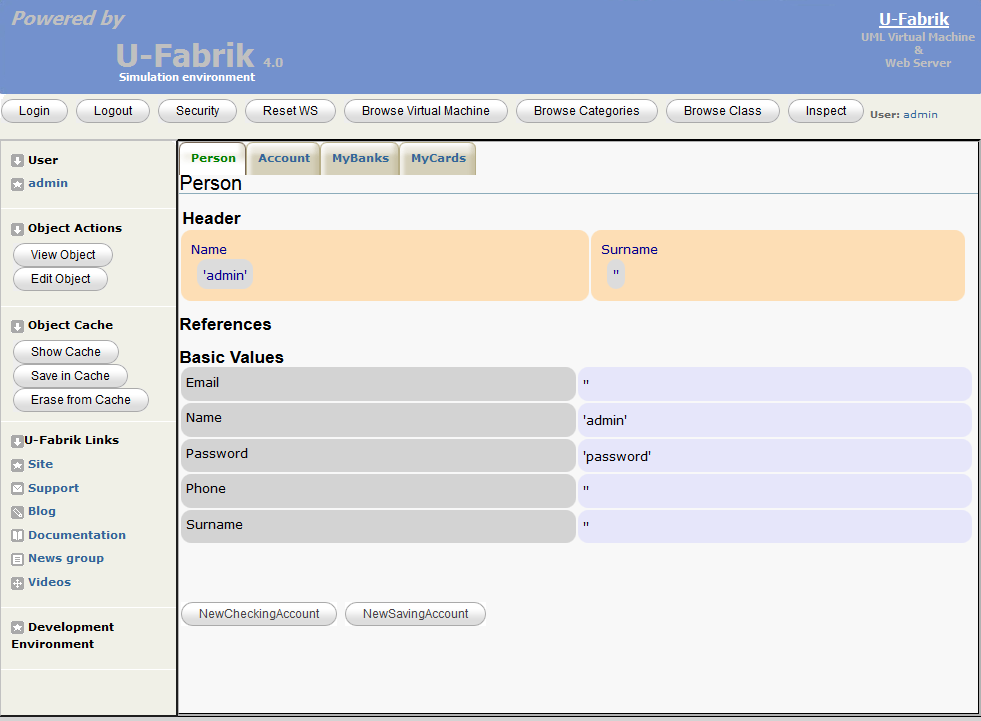 Powered by
U-Fabrik 4.0
Simulation environment
U-Fabrik
UML Virtual Machine
&
Web Server
Login Logout Security Reset WS Browse Virtual Machine Browse Categories Browse Class Inspect User: admin
User
admin
Object Actions
View Object
Edit Object
Object Cache
Show Cache
Save in Cache
Erase from Cache
U-Fabrik Links
Site
Support
Blog
Documentation
News group
Videos
Development
Environment
Person Account MyBanks MyCards
Person
Header
Name Surname
'admin' ''
References
Basic Values
Email ''
Name 'admin'
Password 'password'
Phone ''
Surname ''
NewCheckingAccount NewSavingAccount